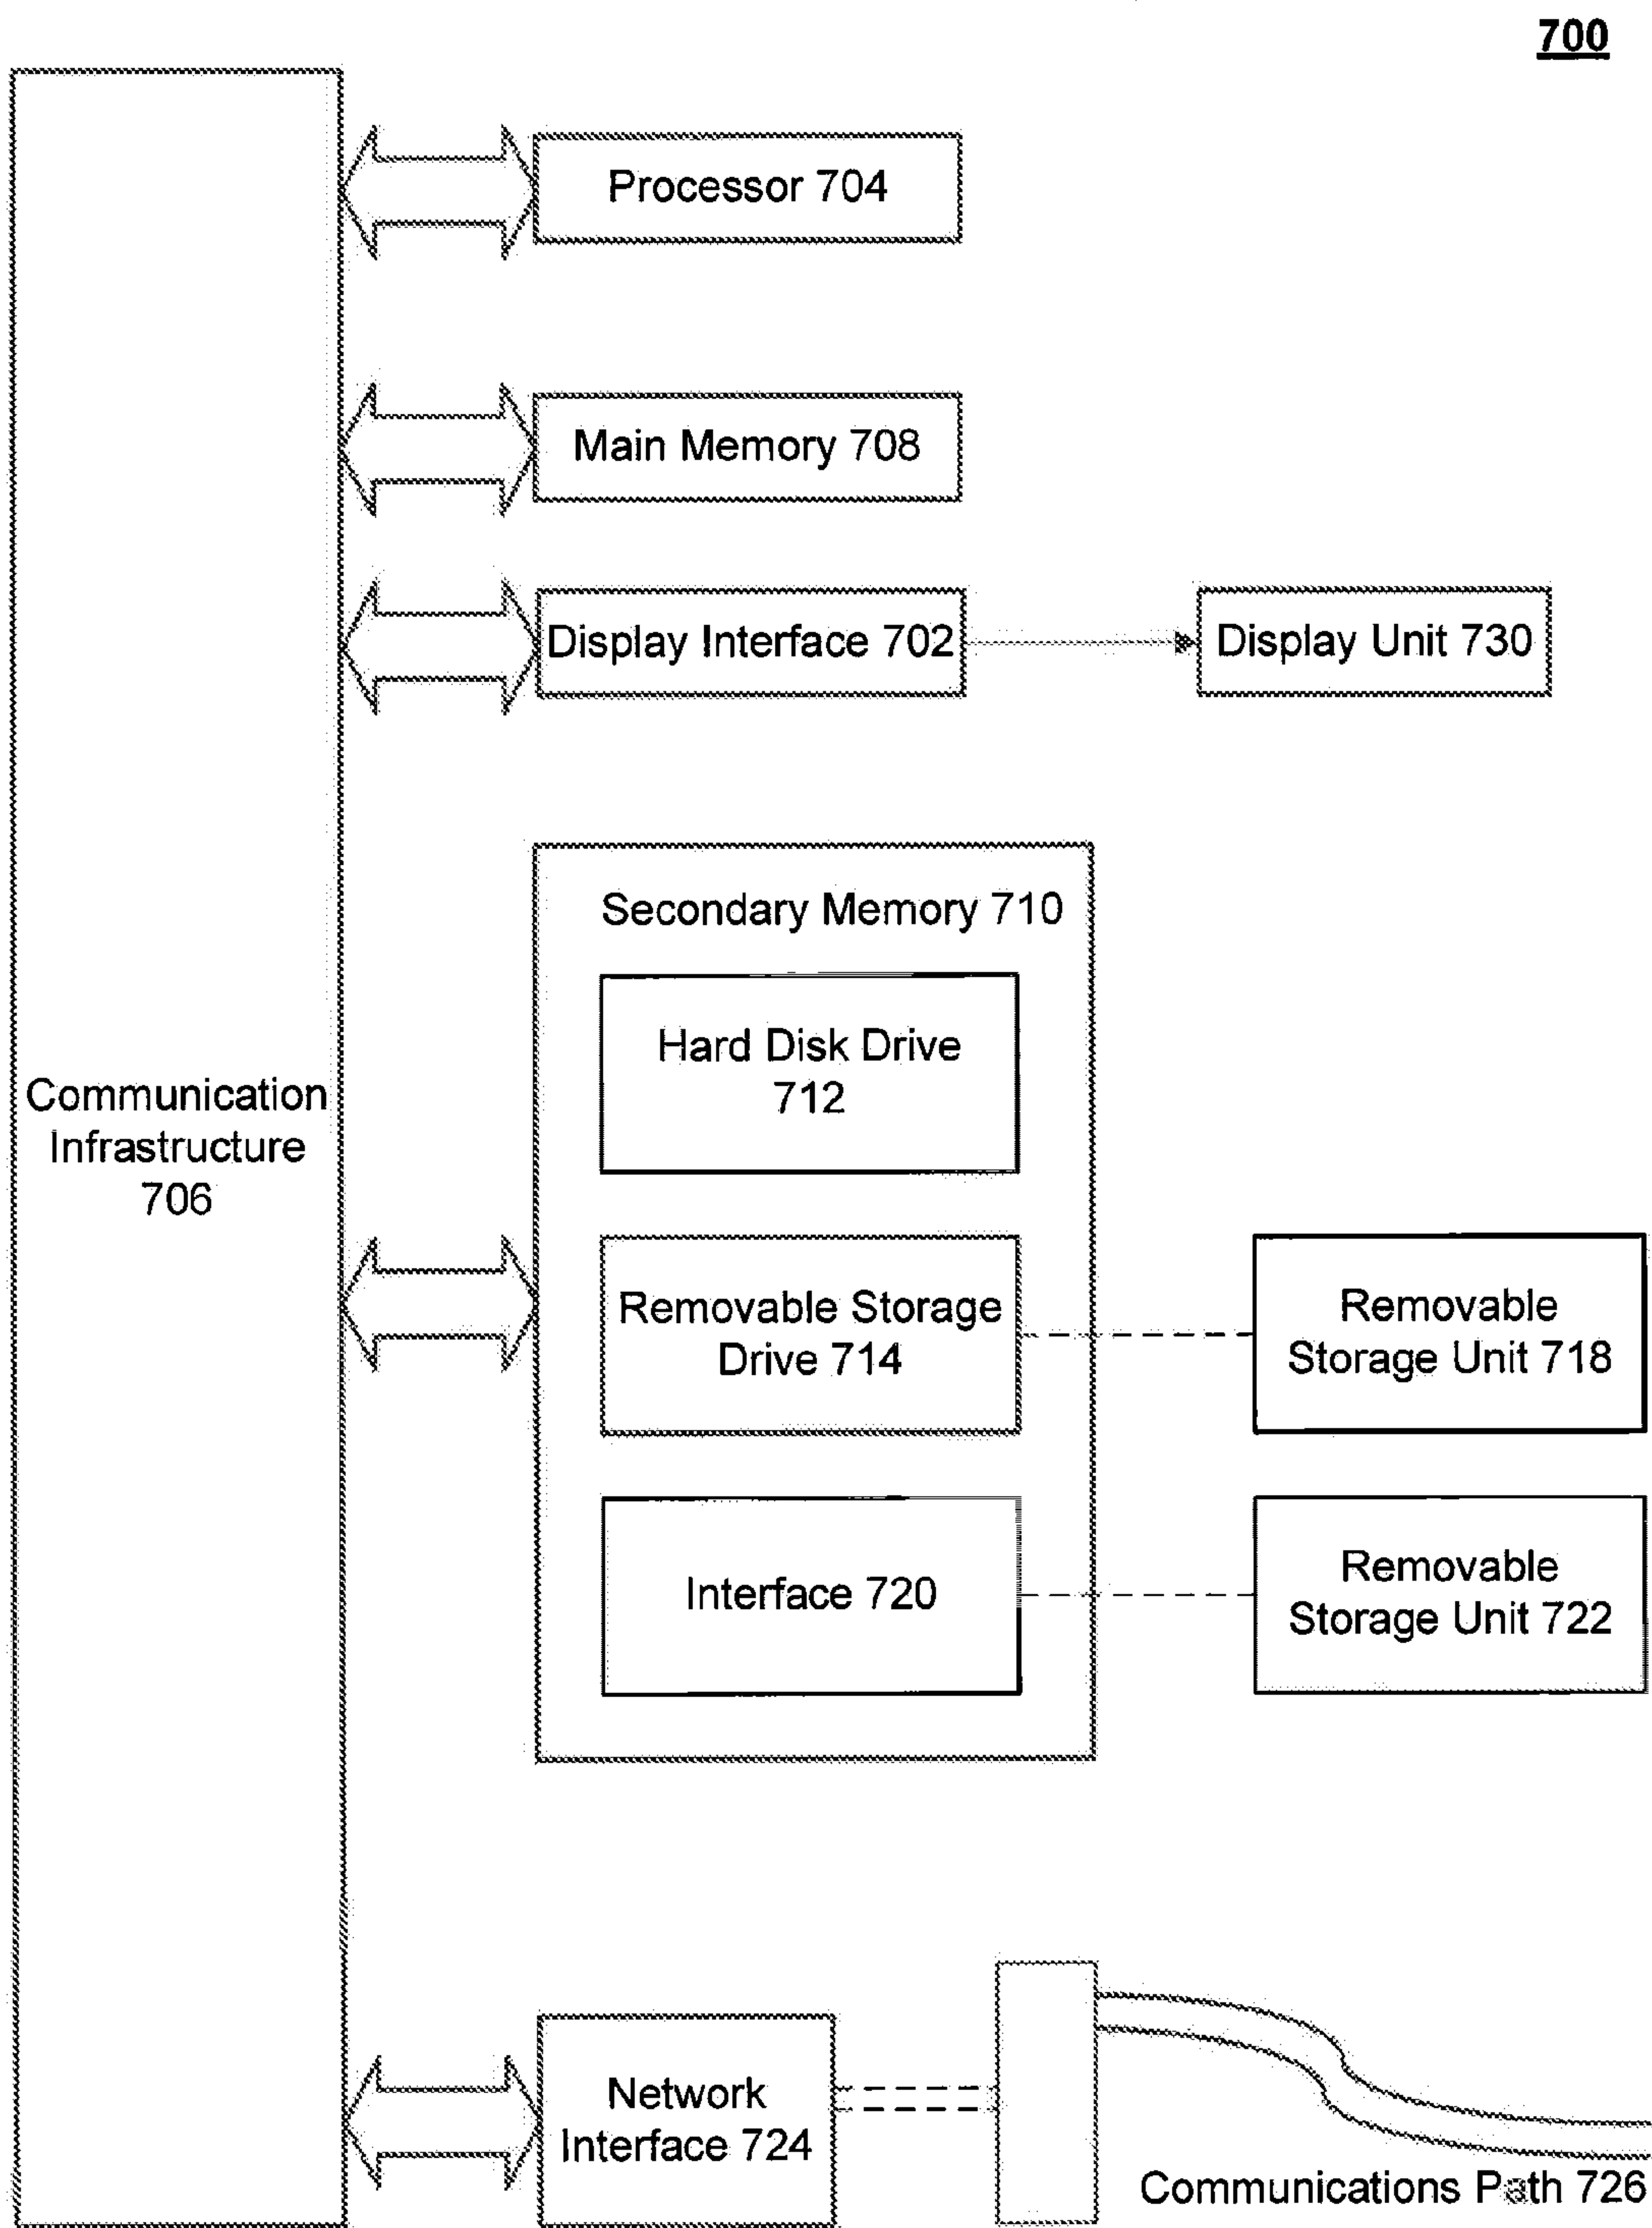 700
Processor 704
Main Memory 708
Display Interface 702
Display Unit 730
Secondary Memory 710
Hard Disk Drive
712
Communication
Infrastructure
706
Removable Storage
Drive 714
Removable
Storage Unit 718
Interface 720
Removable
Storage Unit 722
Network
Interface 724
Communications Path 726